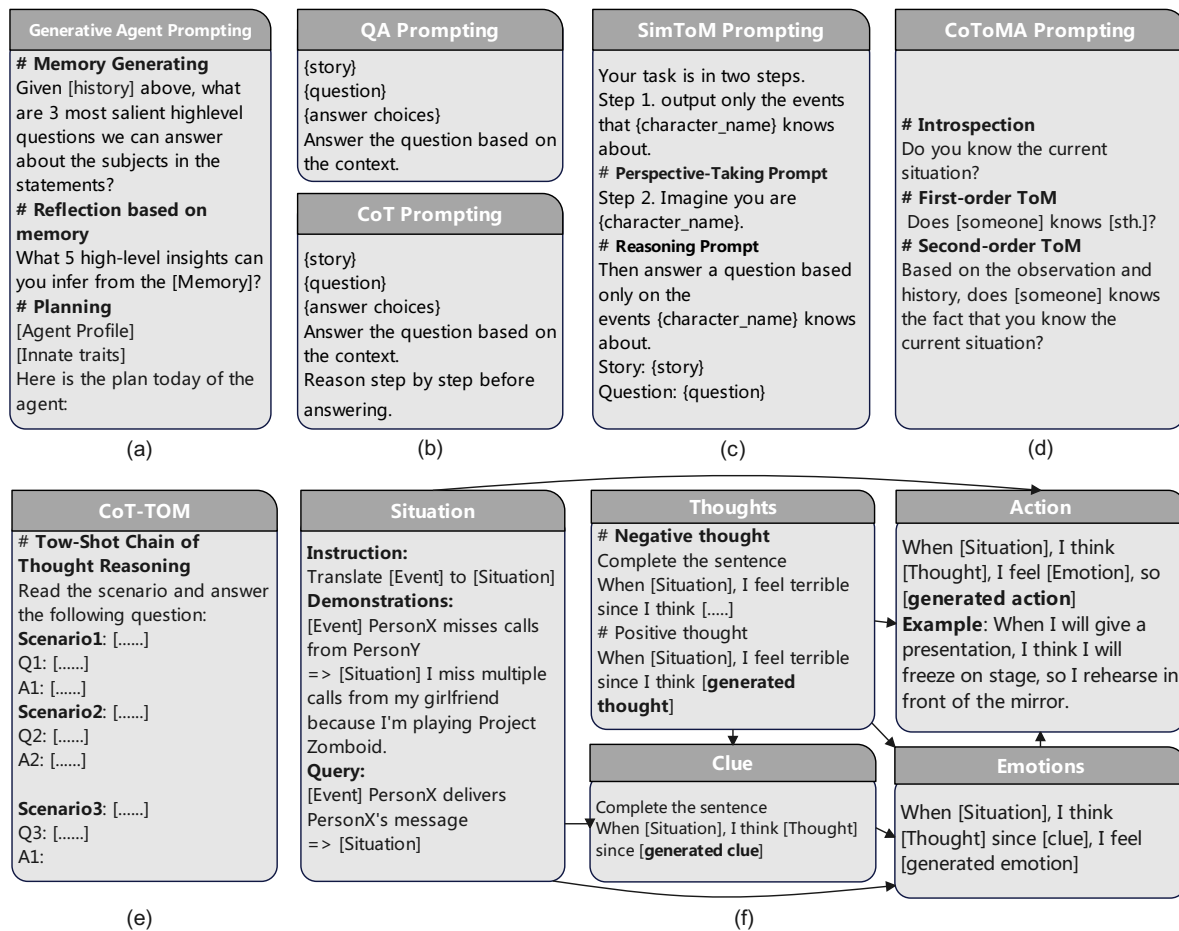 Generative Agent Prompting
# Memory Generating
Given [history] above, what
are 3 most salient highlevel
questions we can answer
about the subjects in the
statements?
# Reflection based on
memory
What 5 high-level insights can
you infer from the [Memory]?
# Planning
[Agent Profile]
[Innate traits]
Here is the plan today of the
agent:
(a)
QA Prompting
{story}
{question}
{answer choices}
Answer the question based on
the context.
CoT Prompting
{story}
{question}
{answer choices}
Answer the question based on
the context.
Reason step by step before
answering.
(b)
SimToM Prompting
Your task is in two steps.
Step 1. output only the events
that {character_name} knows
about.
# Perspective-Taking Prompt
Step 2. Imagine you are
{character_name}.
# Reasoning Prompt
Then answer a question based
only on the
events {character_name} knows
about.
Story: {story}
Question: {question}
(c)
CoToMA Prompting
# Introspection
Do you know the current
situation?
# First-order ToM
Does [someone] knows [sth.]?
# Second-order ToM
Based on the observation and
history, does [someone] knows
the fact that you know the
current situation?
(d)
CoT-TOM
# Tow-Shot Chain of
Thought Reasoning
Read the scenario and answer
the following question:
Scenario1: [......]
Q1: [......]
A1: [......]
Scenario2: [......]
Q2: [......]
A2: [......]
Scenario3: [......]
Q3: [......]
A1:
(e)
Situation
Instruction:
Translate [Event] to [Situation]
Demonstrations:
[Event] PersonX misses calls
from PersonY
=> [Situation] I miss multiple
calls from my girlfriend
because I'm playing Project
Zomboid.
Query:
[Event] PersonX delivers
PersonX's message
=> [Situation]
Thoughts
# Negative thought
Complete the sentence
When [Situation], I feel terrible
since I think [.....]
# Positive thought
When [Situation], I feel terrible
since I think [generated
thought]
Clue
Complete the sentence
When [Situation], I think [Thought]
since [generated clue]
Action
When [Situation], I think
[Thought], I feel [Emotion], so
[generated action]
Example: When I will give a
presentation, I think I will
freeze on stage, so I rehearse in
front of the mirror.
Emotions
When [Situation], I think
[Thought] since [clue], I feel
[generated emotion]
(f)